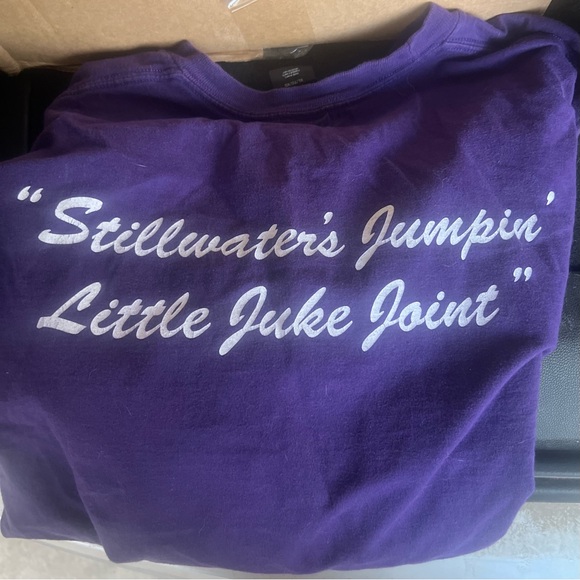 “Stillwater's Jumpin'
Little Juke Joint”